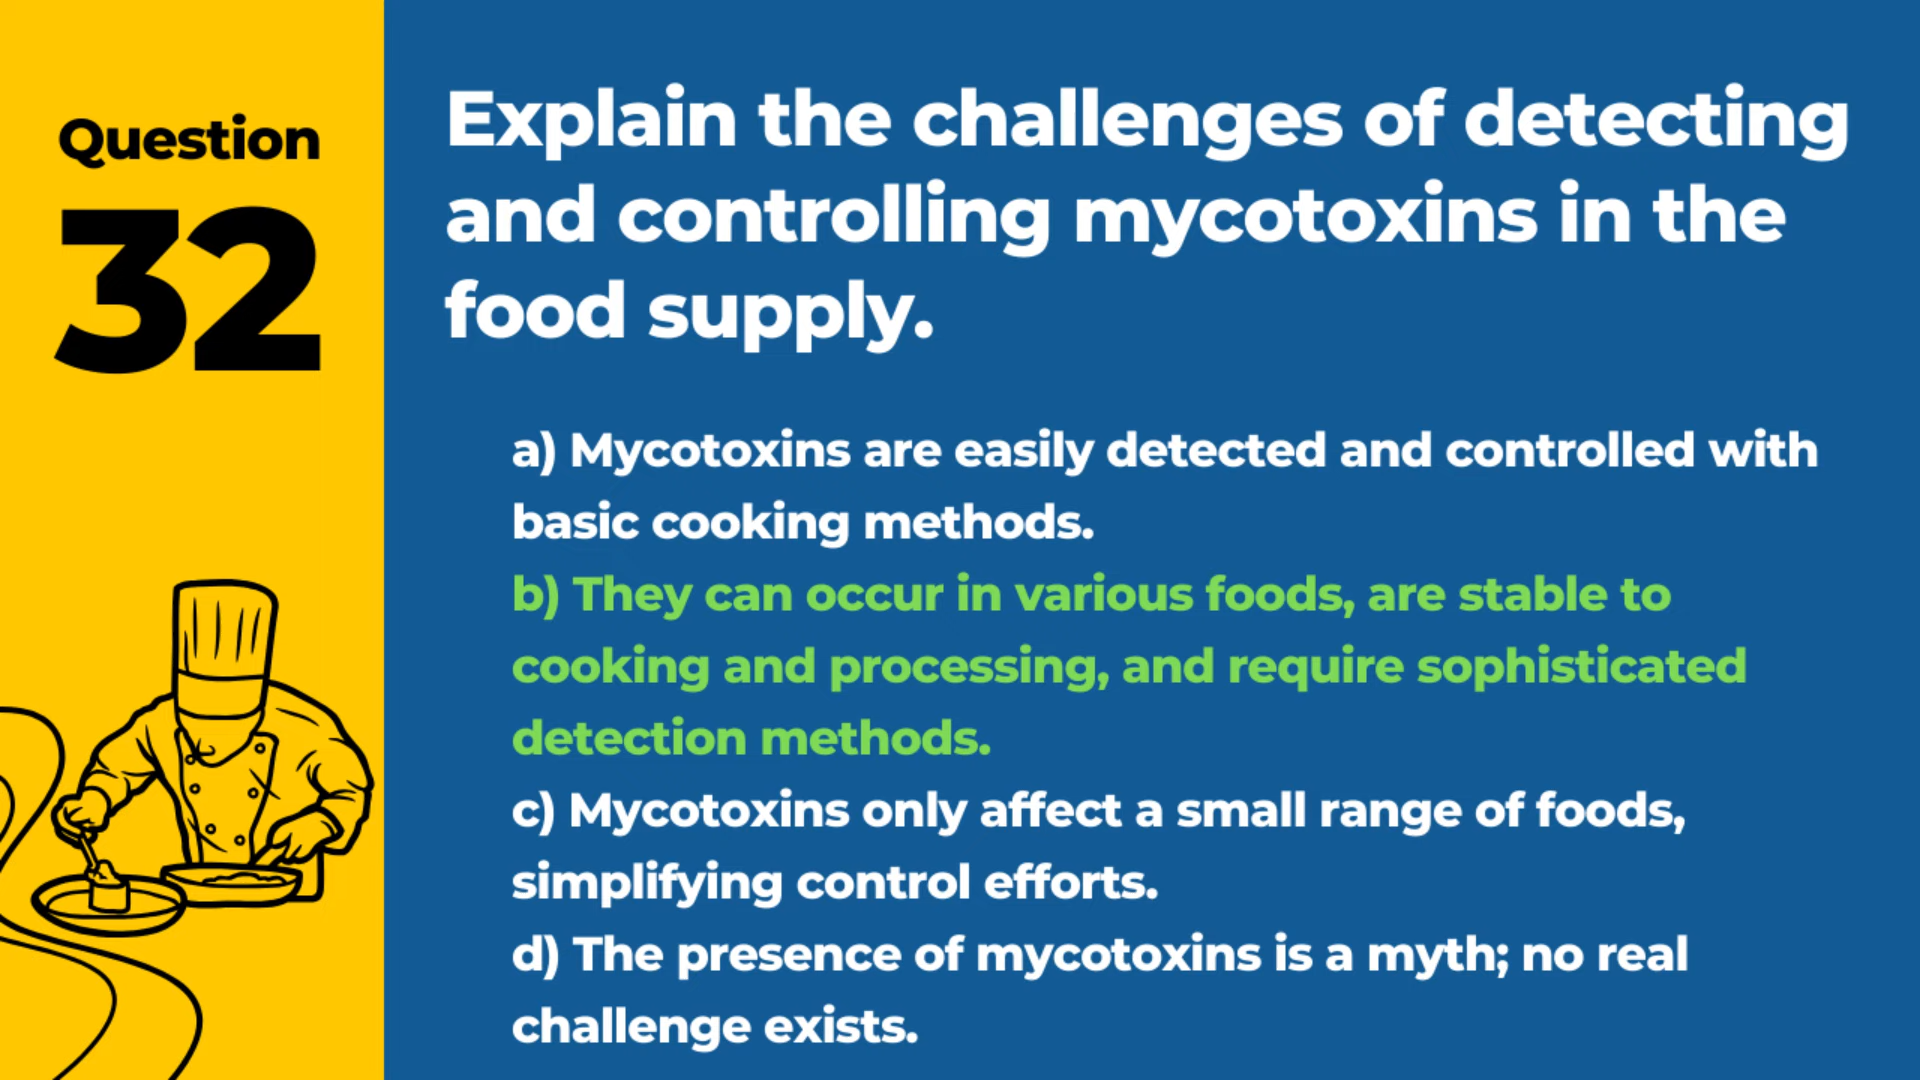 Question
32
Explain the challenges of detecting
and controlling mycotoxins in the
food supply.
a) Mycotoxins are easily detected and controlled with
basic cooking methods.
b) They can occur in various foods, are stable to
cooking and processing, and require sophisticated
detection methods.
c) Mycotoxins only affect a small range of foods,
simplifying control efforts.
d) The presence of mycotoxins is a myth; no real
challenge exists.